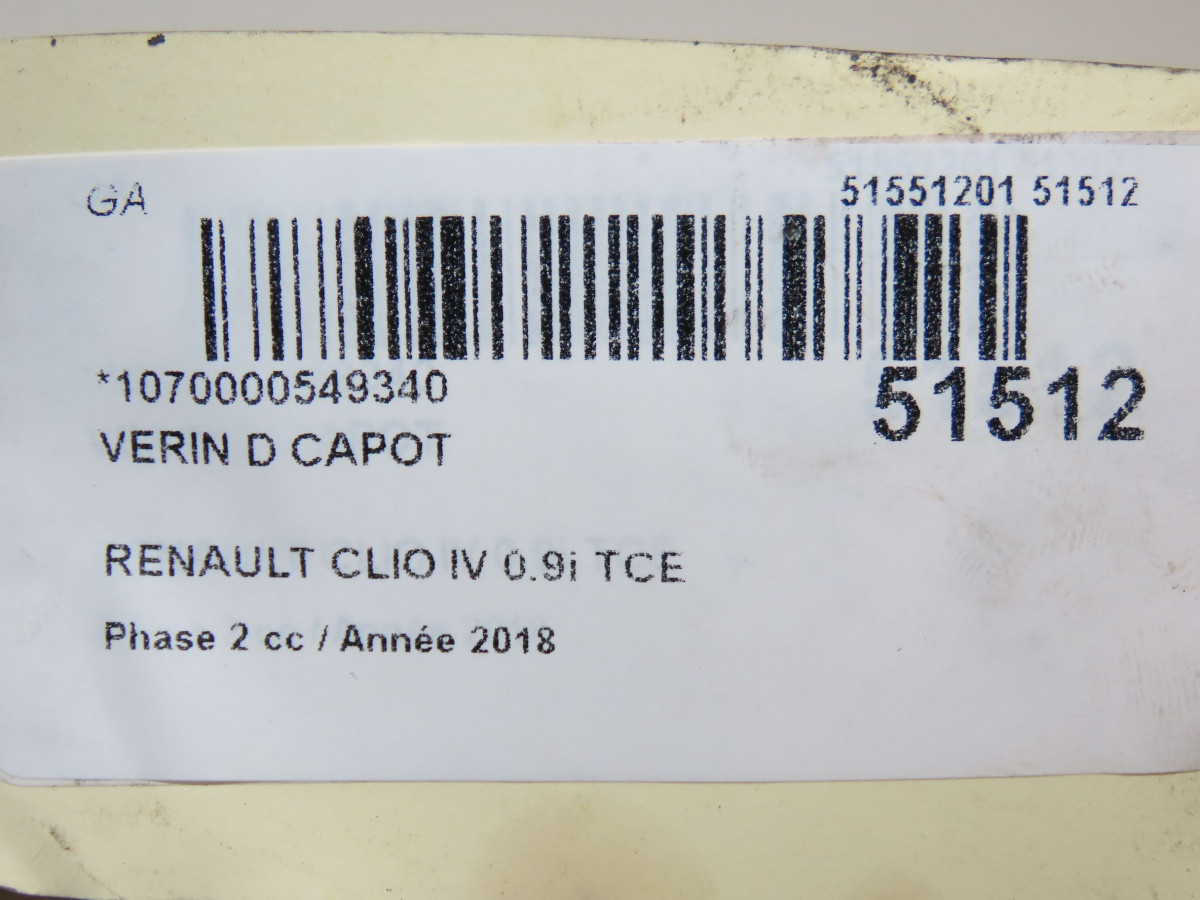 GA
51551201 51512
*1070000549340
51512
VERIN D CAPOT
RENAULT CLIO IV 0.9i TCE
Phase 2 cc / Année 2018